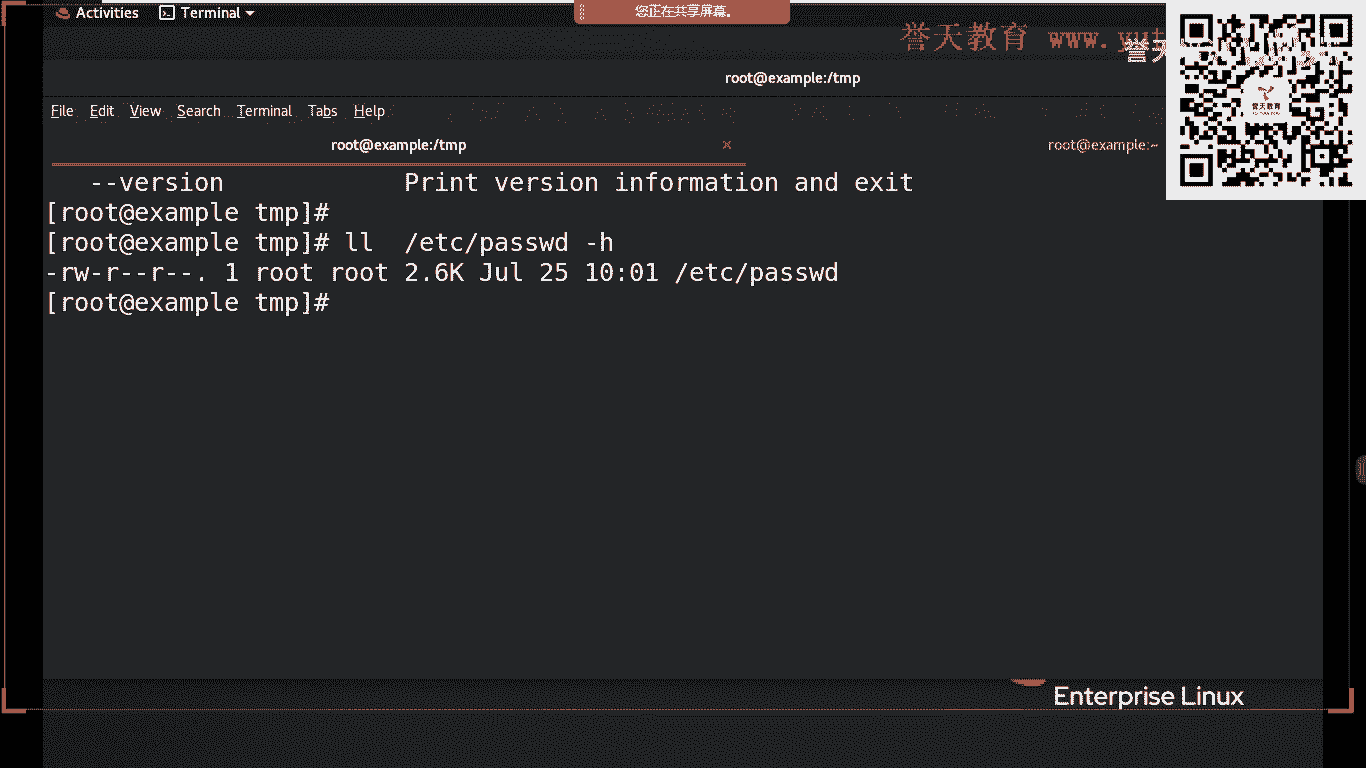 Activities Terminal
您正在共享屏幕。
誉天教育 www.yut
誉天
root@example:/tmp
File Edit View Search Terminal Tabs Help
root@example:/tmp × root@example:~
誉天教育
--version Print version information and exit
[root@example tmp]#
[root@example tmp]# ll  /etc/passwd -h
-rw-r--r--. 1 root root 2.6K Jul 25 10:01 /etc/passwd
[root@example tmp]#
Enterprise Linux